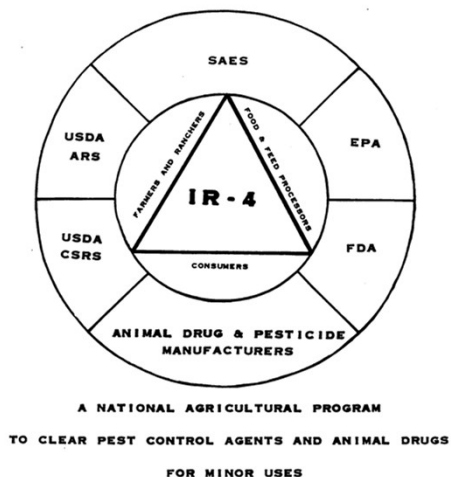 SAES
USDA
ARS
EPA
FARMERS AND RANCHERS
FOOD & FEED PROCESSORS
IR-4
USDA
CSRS
FDA
CONSUMERS
ANIMAL DRUG & PESTICIDE
MANUFACTURERS
A NATIONAL AGRICULTURAL PROGRAM
TO CLEAR PEST CONTROL AGENTS AND ANIMAL DRUGS
FOR MINOR USES